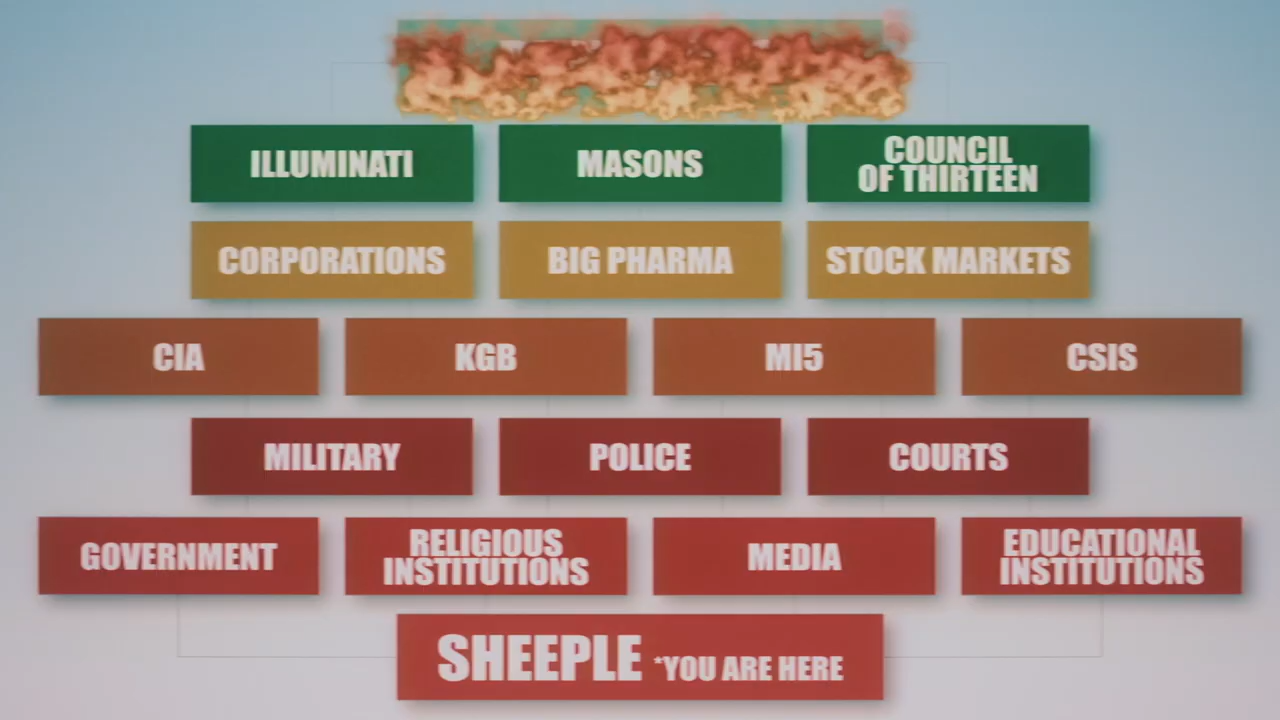 ILLUMINATI
MASONS
COUNCIL
OF THIRTEEN
CORPORATIONS
BIG PHARMA
STOCK MARKETS
CIA
KGB
MI5
CSIS
MILITARY
POLICE
COURTS
GOVERNMENT
RELIGIOUS
INSTITUTIONS
MEDIA
EDUCATIONAL
INSTITUTIONS
SHEEPLE *YOU ARE HERE